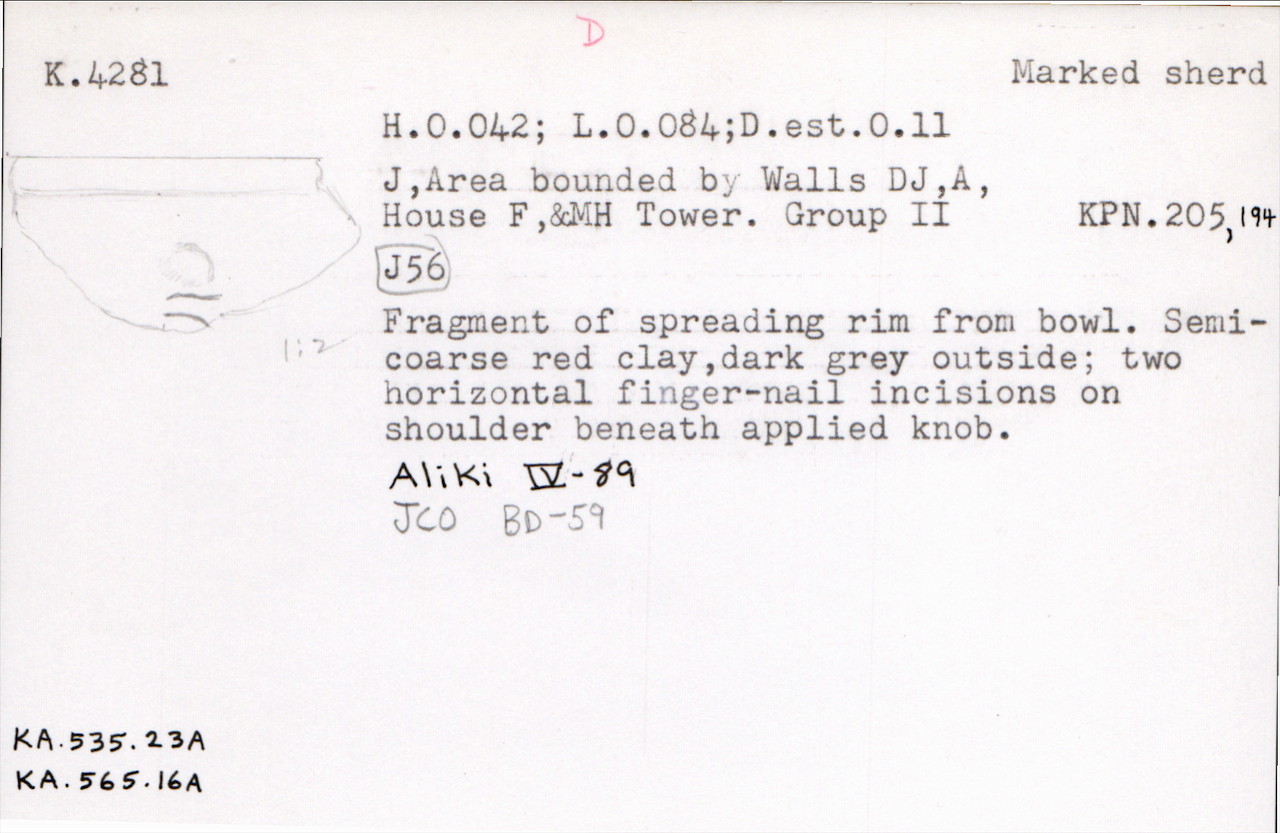 D
K.4281
Marked sherd
H.0.042; L.0.084;D.est.0.11
J,Area bounded by Walls DJ,A,
House F,&MH Tower. Group II KPN.205,194
J56
Fragment of spreading rim from bowl. Semi-
coarse red clay,dark grey outside; two
horizontal finger-nail incisions on
shoulder beneath applied knob.
1:2
Aliki IV-89
JCO BD-59
KA.535.23A
KA.565.16A